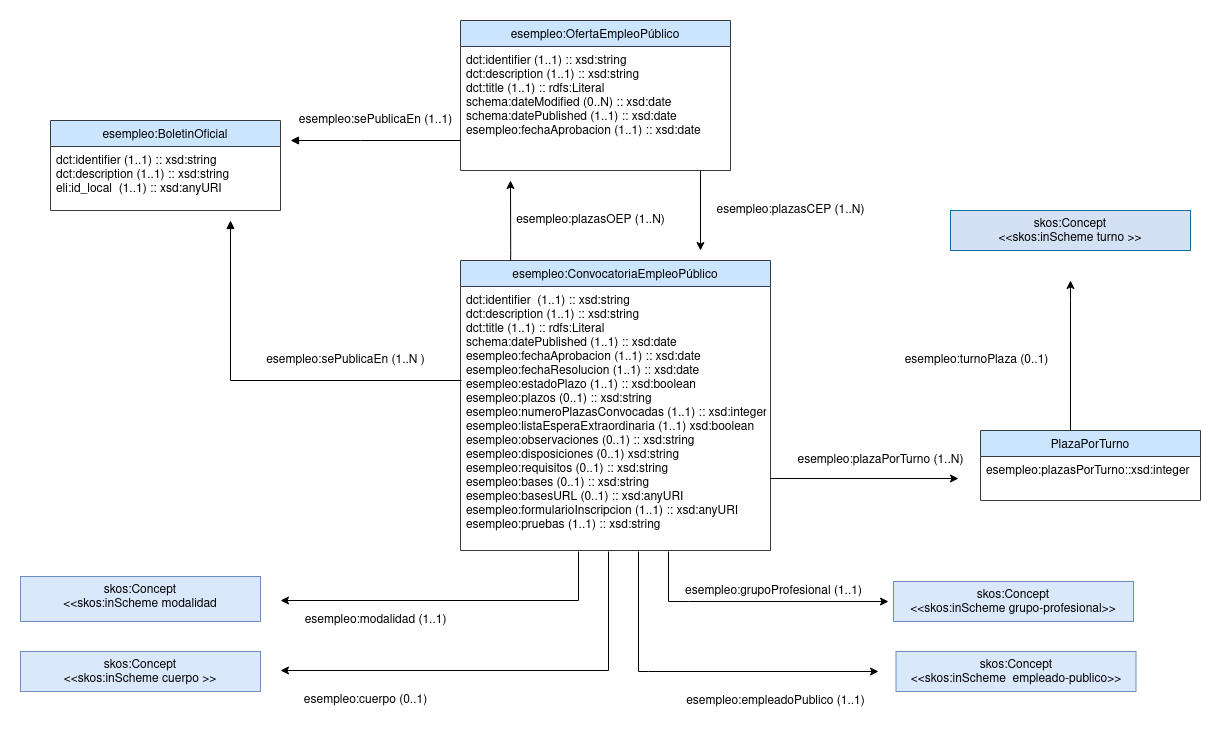 esempleo:OfertaEmpleoPúblico
dct:identifier (1..1) :: xsd:string
dct:description (1..1) :: xsd:string
dct:title (1..1) :: rdfs:Literal
schema:dateModified (0..N) :: xsd:date
schema:datePublished (1..1) :: xsd:date
esempleo:fechaAprobacion (1..1) :: xsd:date
esempleo:sePublicaEn (1..1)
esempleo:BoletinOficial
dct:identifier (1..1) :: xsd:string
dct:description (1..1) :: xsd:string
eli:id_local  (1..1) :: xsd:anyURI
esempleo:plazasOEP (1..N)
esempleo:plazasCEP (1..N)
skos:Concept
<<skos:inScheme turno >>
esempleo:ConvocatoriaEmpleoPúblico
dct:identifier  (1..1) :: xsd:string
dct:description (1..1) :: xsd:string
dct:title (1..1) :: rdfs:Literal
schema:datePublished (1..1) :: xsd:date
esempleo:fechaAprobacion (1..1) :: xsd:date
esempleo:fechaResolucion (1..1) :: xsd:date
esempleo:estadoPlazo (1..1) :: xsd:boolean
esempleo:plazos (0..1) :: xsd:string
esempleo:numeroPlazasConvocadas (1..1) :: xsd:integer
esempleo:listaEsperaExtraordinaria (1..1) xsd:boolean
esempleo:observaciones (0..1) :: xsd:string
esempleo:disposiciones (0..1) xsd:string
esempleo:requisitos (0..1) :: xsd:string
esempleo:bases (0..1) :: xsd:string
esempleo:basesURL (0..1) :: xsd:anyURI
esempleo:formularioInscripcion (1..1) :: xsd:anyURI
esempleo:pruebas (1..1) :: xsd:string
esempleo:sePublicaEn (1..N )
esempleo:turnoPlaza (0..1)
PlazaPorTurno
esempleo:plazasPorTurno::xsd:integer
esempleo:plazaPorTurno (1..N)
skos:Concept
<<skos:inScheme modalidad
esempleo:modalidad (1..1)
esempleo:grupoProfesional (1..1)
skos:Concept
<<skos:inScheme grupo-profesional>>
skos:Concept
<<skos:inScheme cuerpo >>
esempleo:cuerpo (0..1)
esempleo:empleadoPublico (1..1)
skos:Concept
<<skos:inScheme  empleado-publico>>